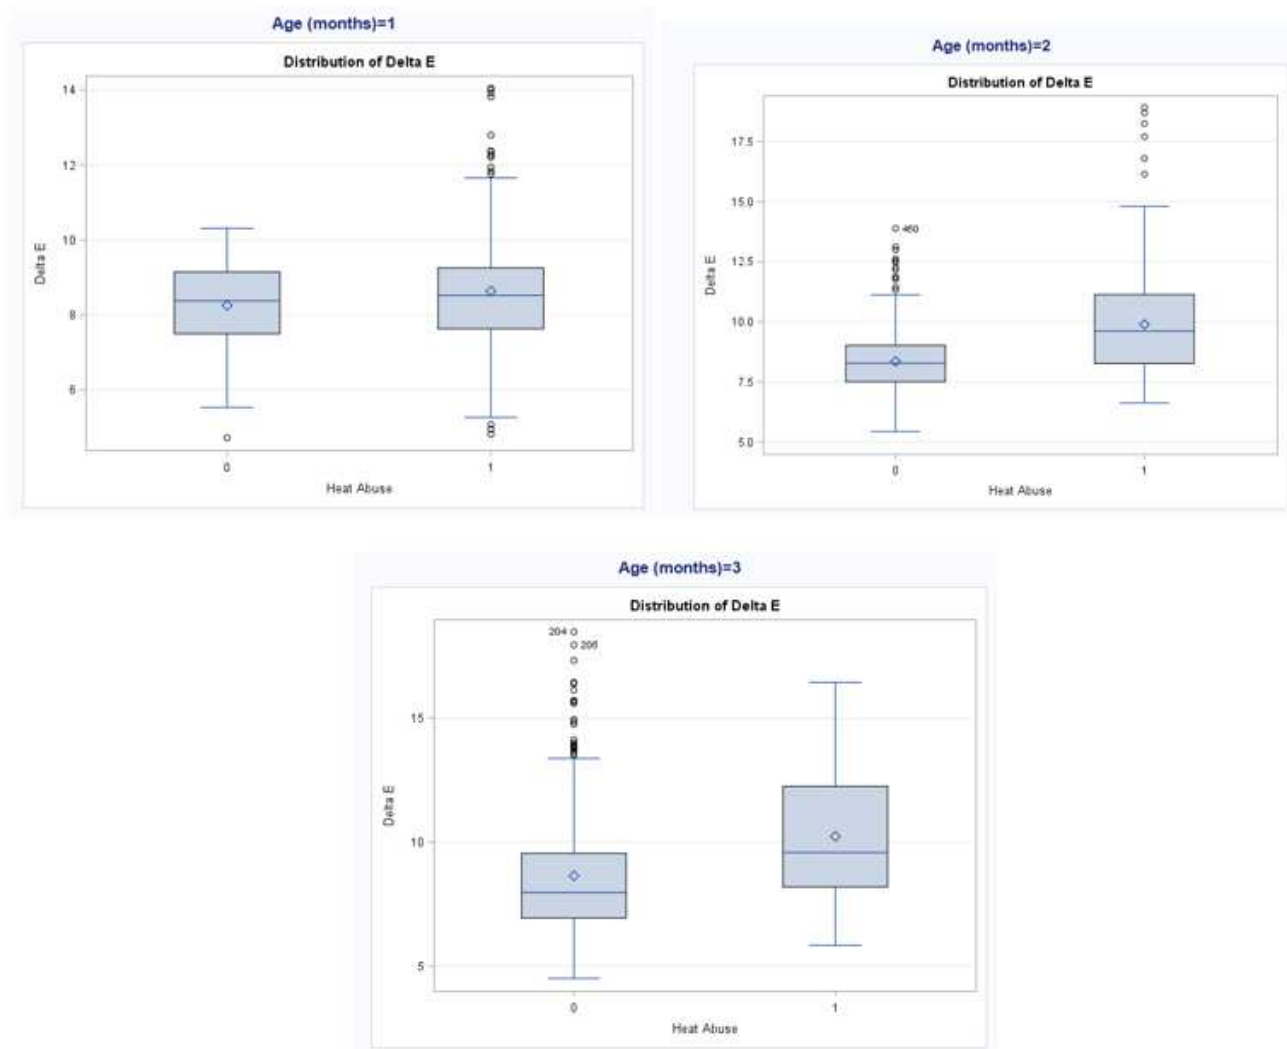 Age (months)=1
Distribution of Delta E
14
12
10
8
6
Delta E
0 1
Heat Abuse
Age (months)=2
Distribution of Delta E
17.5
15.0
12.5
10.0
7.5
5.0
Delta E
460
0 1
Heat Abuse
Age (months)=3
Distribution of Delta E
204
15
10
5
Delta E
0 1
Heat Abuse